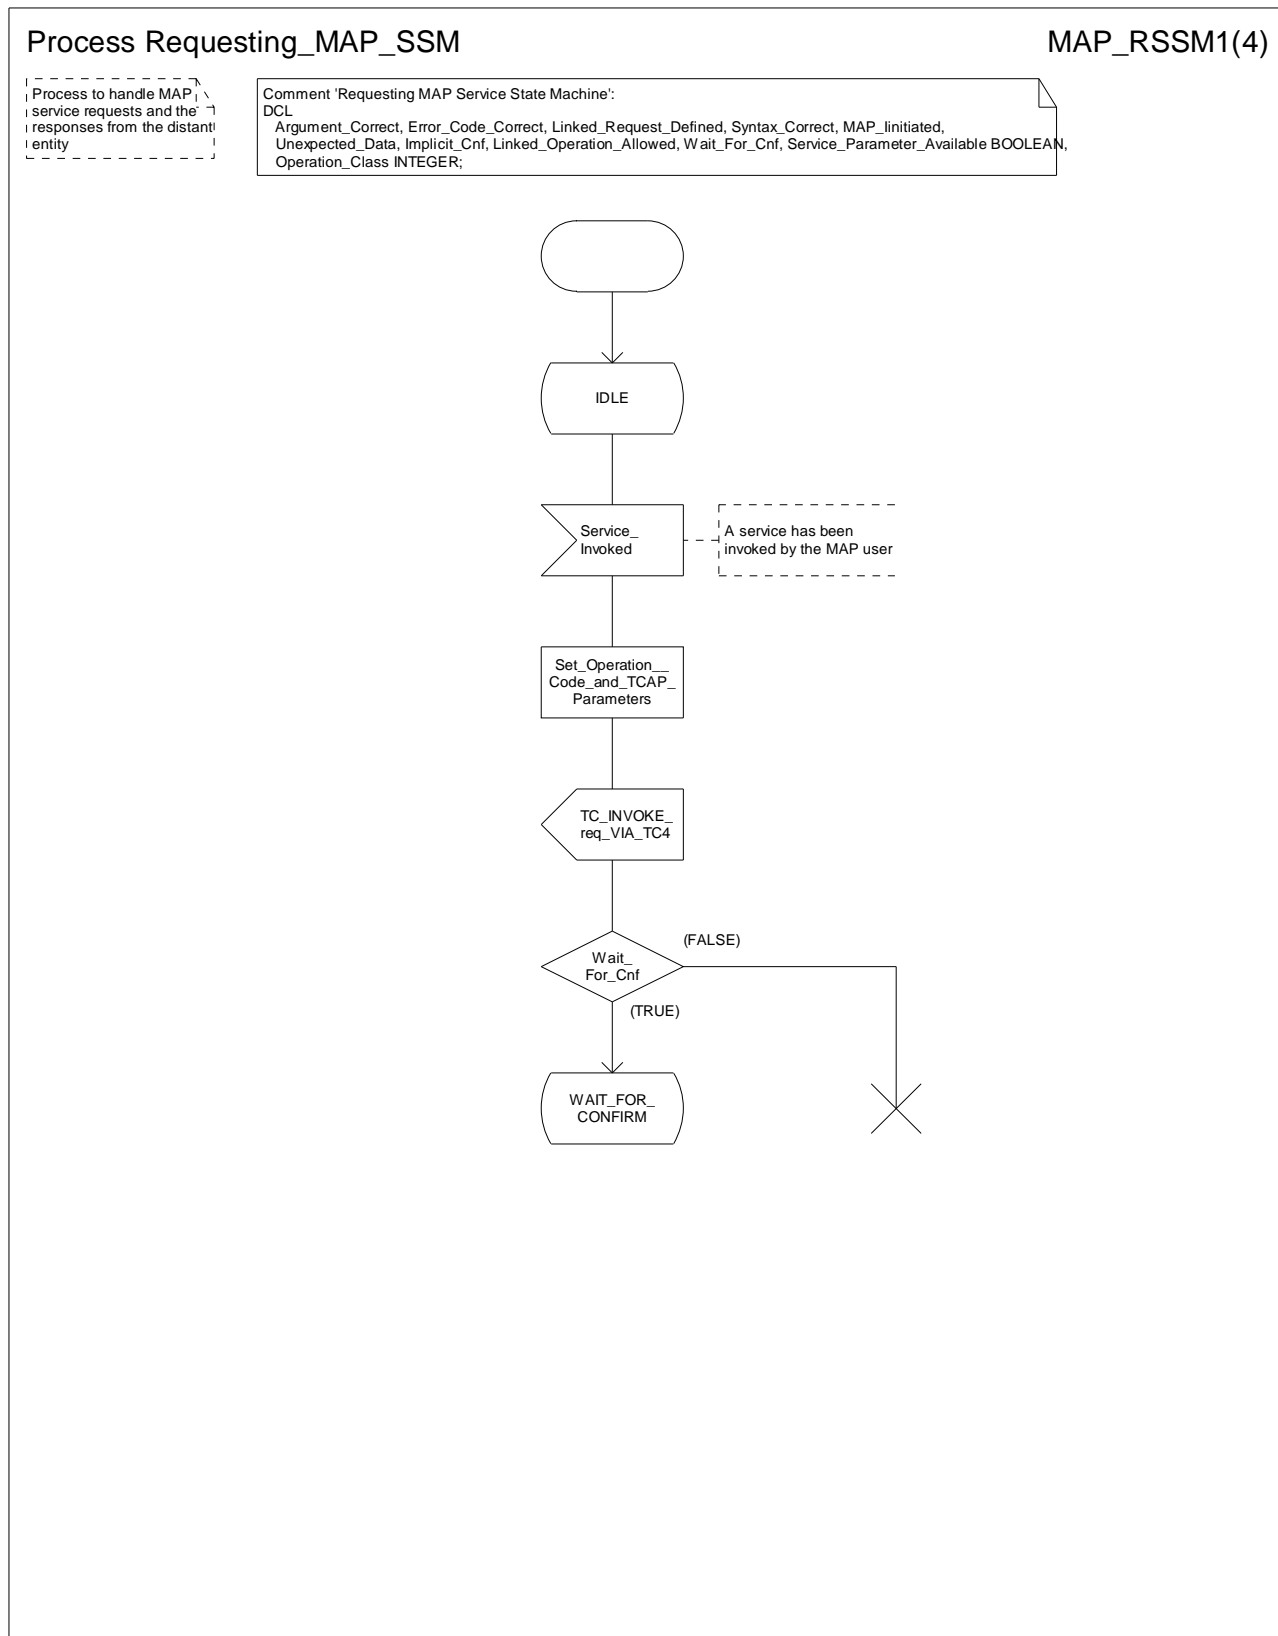 Process Requesting_MAP_SSM
MAP_RSSM1(4)
Process to handle MAP
service requests and the
responses from the distant
entity
Comment 'Requesting MAP Service State Machine':
DCL
Argument_Correct, Error_Code_Correct, Linked_Request_Defined, Syntax_Correct, MAP_Iinitiated,
Unexpected_Data, Implicit_Cnf, Linked_Operation_Allowed, Wait_For_Cnf, Service_Parameter_Available BOOLEAN,
Operation_Class INTEGER;
IDLE
Service_
Invoked
A service has been
invoked by the MAP user
Set_Operation__
Code_and_TCAP_
Parameters
TC_INVOKE_
req_VIA_TC4
Wait_
For_Cnf
(FALSE)
(TRUE)
WAIT_FOR_
CONFIRM